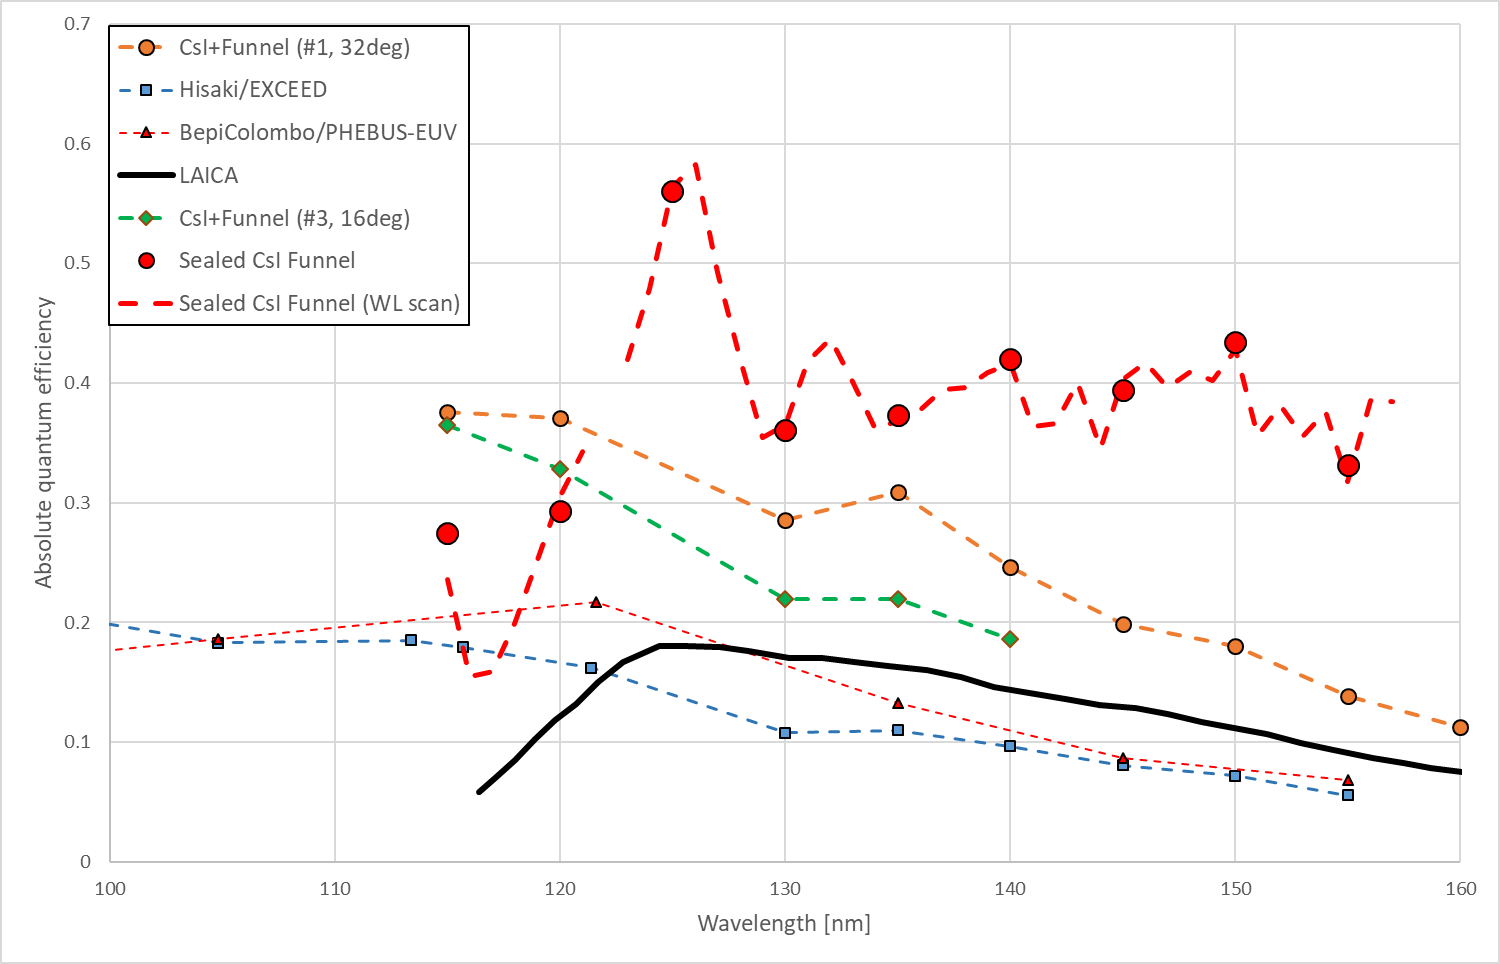 0.7
0.6
0.5
0.4
0.3
0.2
0.1
0
Absolute quantum efficiency
CsI+Funnel (#1, 32deg)
Hisaki/EXCEED
BepiColombo/PHEBUS-EUV
LAICA
CsI+Funnel (#3, 16deg)
Sealed CsI Funnel
Sealed CsI Funnel (WL scan)
100 110 120 130 140 150 160
Wavelength [nm]